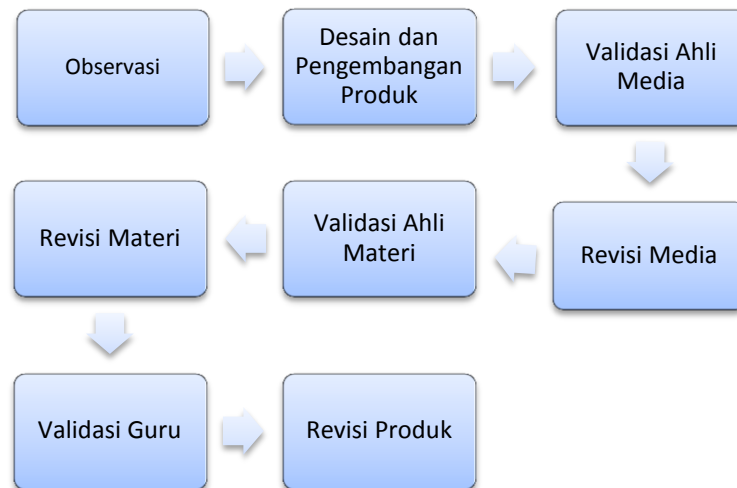 Observasi
Desain dan
Pengembangan
Produk
Validasi Ahli
Media
Revisi Media
Validasi Ahli
Materi
Revisi Materi
Validasi Guru
Revisi Produk